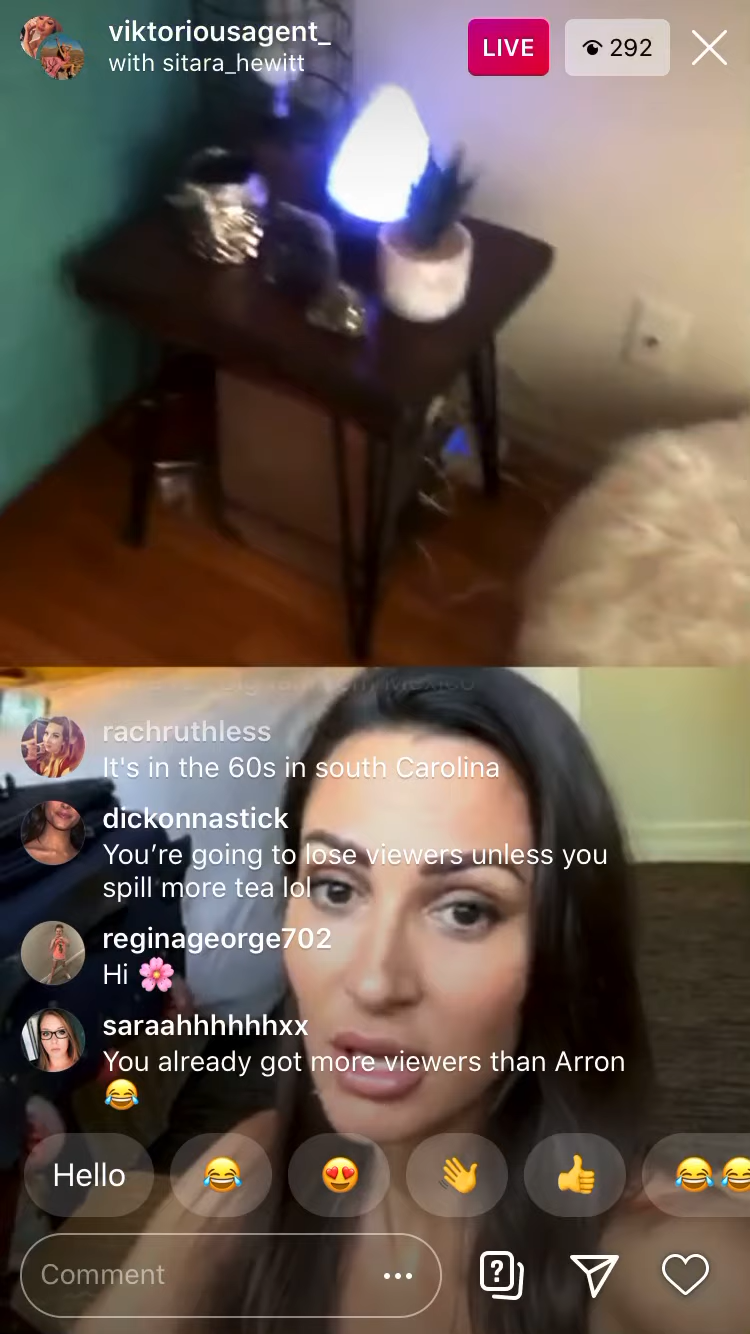 viktoriousagent_
with sitara_hewitt
LIVE
292
rachruthless
It's in the 60s in south Carolina
dickonnastick
You’re going to lose viewers unless you
spill more tea lol
reginageorge702
Hi 🌸
saraahhhhhhxx
You already got more viewers than Arron
😂
Hello 😂 😍 👋 👍 😂😂
Comment